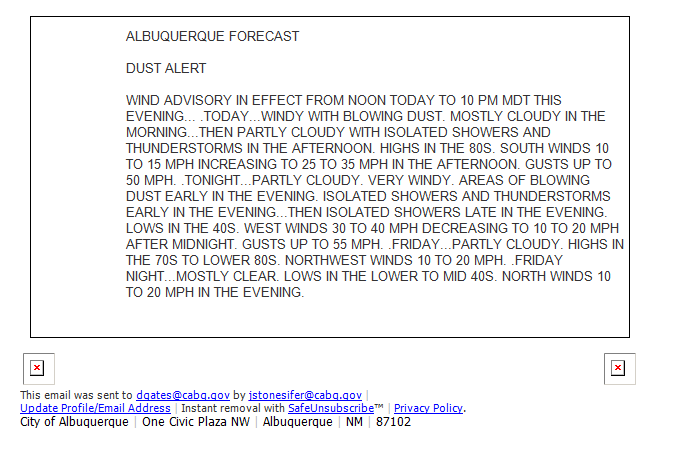 ALBUQUERQUE FORECAST
DUST ALERT
WIND ADVISORY IN EFFECT FROM NOON TODAY TO 10 PM MDT THIS
EVENING... .TODAY...WINDY WITH BLOWING DUST. MOSTLY CLOUDY IN THE
MORNING...THEN PARTLY CLOUDY WITH ISOLATED SHOWERS AND
THUNDERSTORMS IN THE AFTERNOON. HIGHS IN THE 80S. SOUTH WINDS 10
TO 15 MPH INCREASING TO 25 TO 35 MPH IN THE AFTERNOON. GUSTS UP TO
50 MPH. .TONIGHT...PARTLY CLOUDY. VERY WINDY. AREAS OF BLOWING
DUST EARLY IN THE EVENING. ISOLATED SHOWERS AND THUNDERSTORMS
EARLY IN THE EVENING...THEN ISOLATED SHOWERS LATE IN THE EVENING.
LOWS IN THE 40S. WEST WINDS 30 TO 40 MPH DECREASING TO 10 TO 20 MPH
AFTER MIDNIGHT. GUSTS UP TO 55 MPH. .FRIDAY...PARTLY CLOUDY. HIGHS IN
THE 70S TO LOWER 80S. NORTHWEST WINDS 10 TO 20 MPH. .FRIDAY
NIGHT...MOSTLY CLEAR. LOWS IN THE LOWER TO MID 40S. NORTH WINDS 10
TO 20 MPH IN THE EVENING.
This email was sent to dgates@cabq.gov by jstonesifer@cabq.gov |
Update Profile/Email Address | Instant removal with SafeUnsubscribe™ | Privacy Policy.
City of Albuquerque | One Civic Plaza NW | Albuquerque | NM | 87102